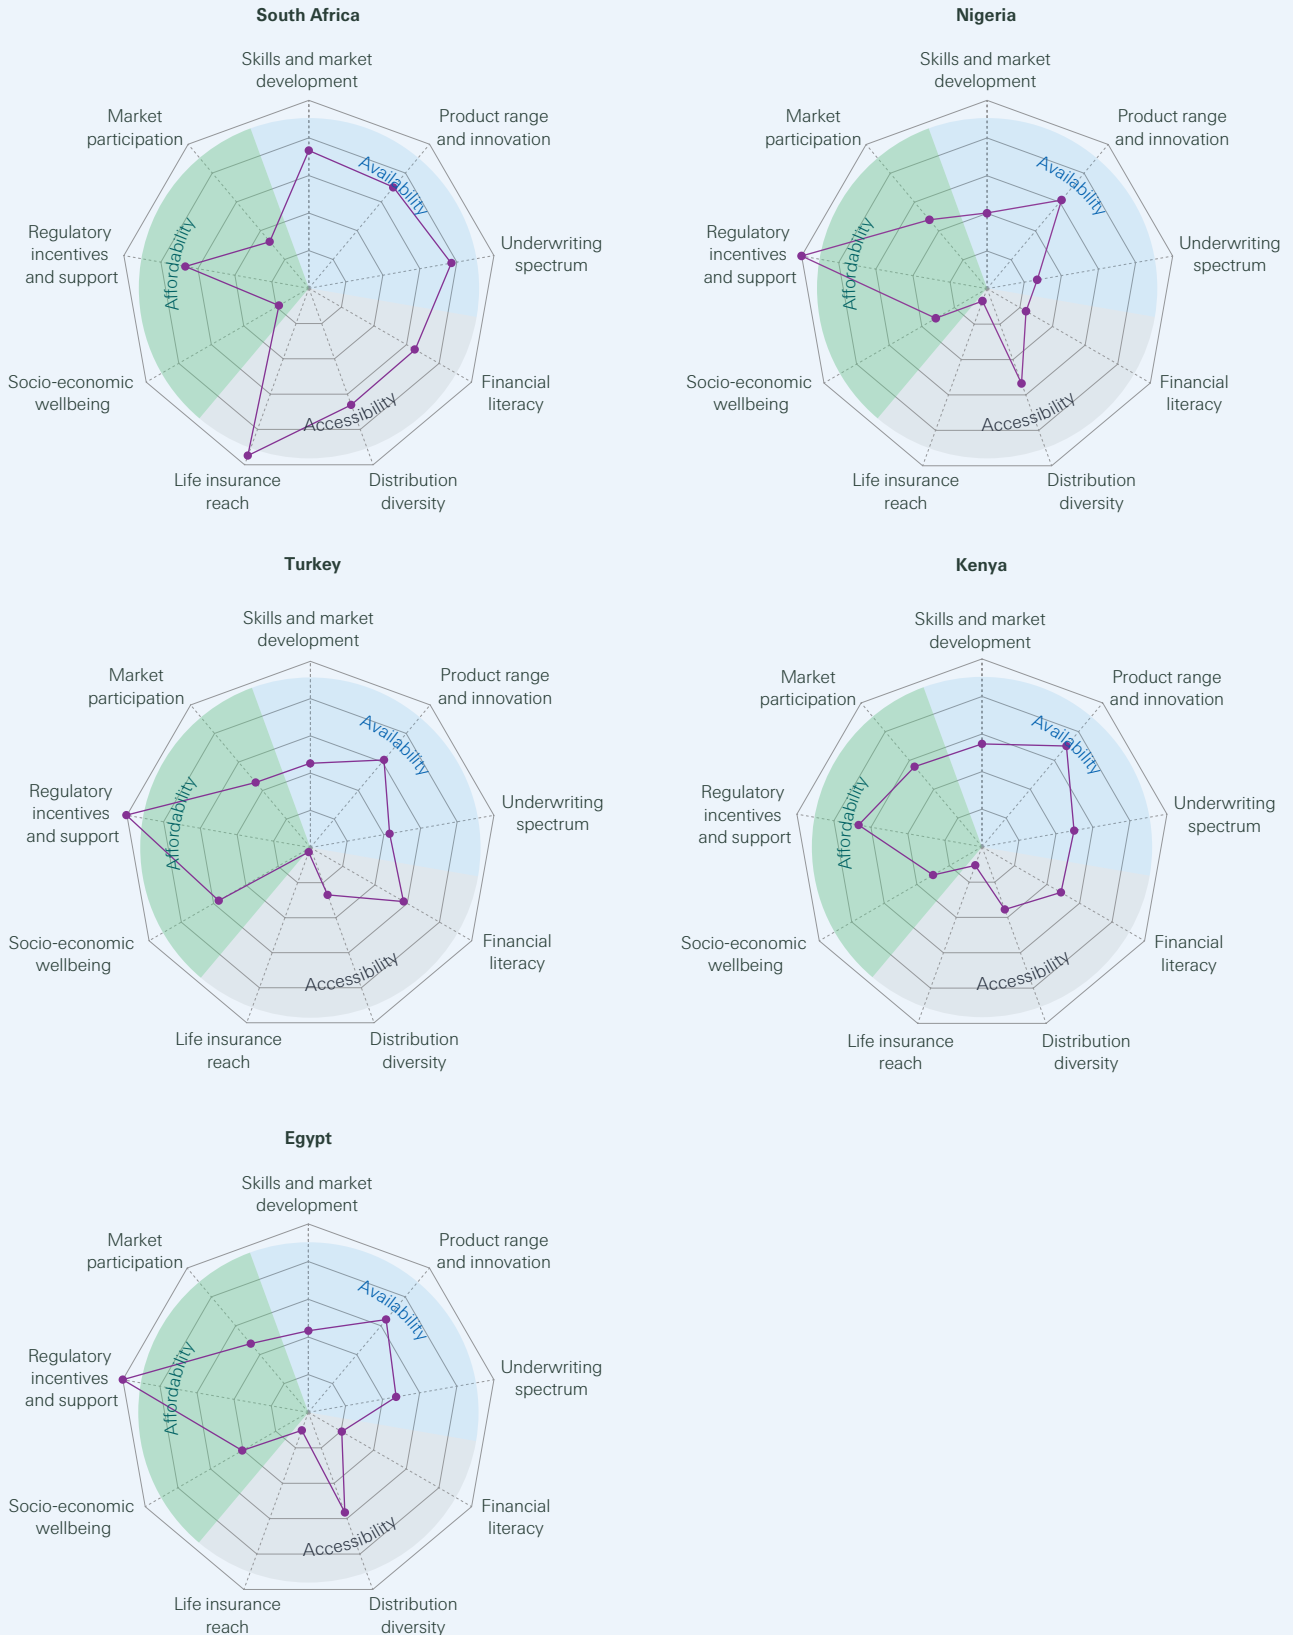 South Africa
Skills and market
development
Market
participation
Product range
and innovation
Availability
Regulatory
incentives
and support
Affordability
Underwriting
spectrum
Socio-economic
wellbeing
Financial
literacy
Accessibility
Life insurance
reach
Distribution
diversity
Nigeria
Skills and market
development
Market
participation
Product range
and innovation
Availability
Regulatory
incentives
and support
Affordability
Underwriting
spectrum
Socio-economic
wellbeing
Financial
literacy
Accessibility
Life insurance
reach
Distribution
diversity
Turkey
Skills and market
development
Market
participation
Product range
and innovation
Availability
Regulatory
incentives
and support
Affordability
Underwriting
spectrum
Socio-economic
wellbeing
Financial
literacy
Accessibility
Life insurance
reach
Distribution
diversity
Kenya
Skills and market
development
Market
participation
Product range
and innovation
Availability
Regulatory
incentives
and support
Affordability
Underwriting
spectrum
Socio-economic
wellbeing
Financial
literacy
Accessibility
Life insurance
reach
Distribution
diversity
Egypt
Skills and market
development
Market
participation
Product range
and innovation
Availability
Regulatory
incentives
and support
Affordability
Underwriting
spectrum
Socio-economic
wellbeing
Financial
literacy
Accessibility
Life insurance
reach
Distribution
diversity